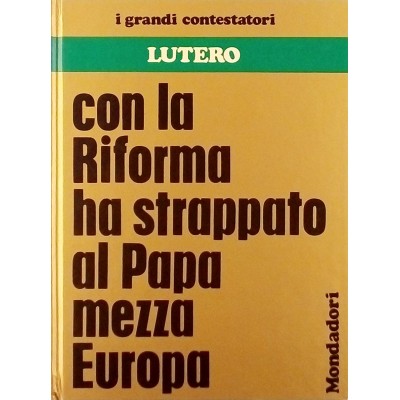 i grandi contestatori
LUTERO
con la
Riforma
ha strappato
al Papa
mezza
Europa
Mondadori